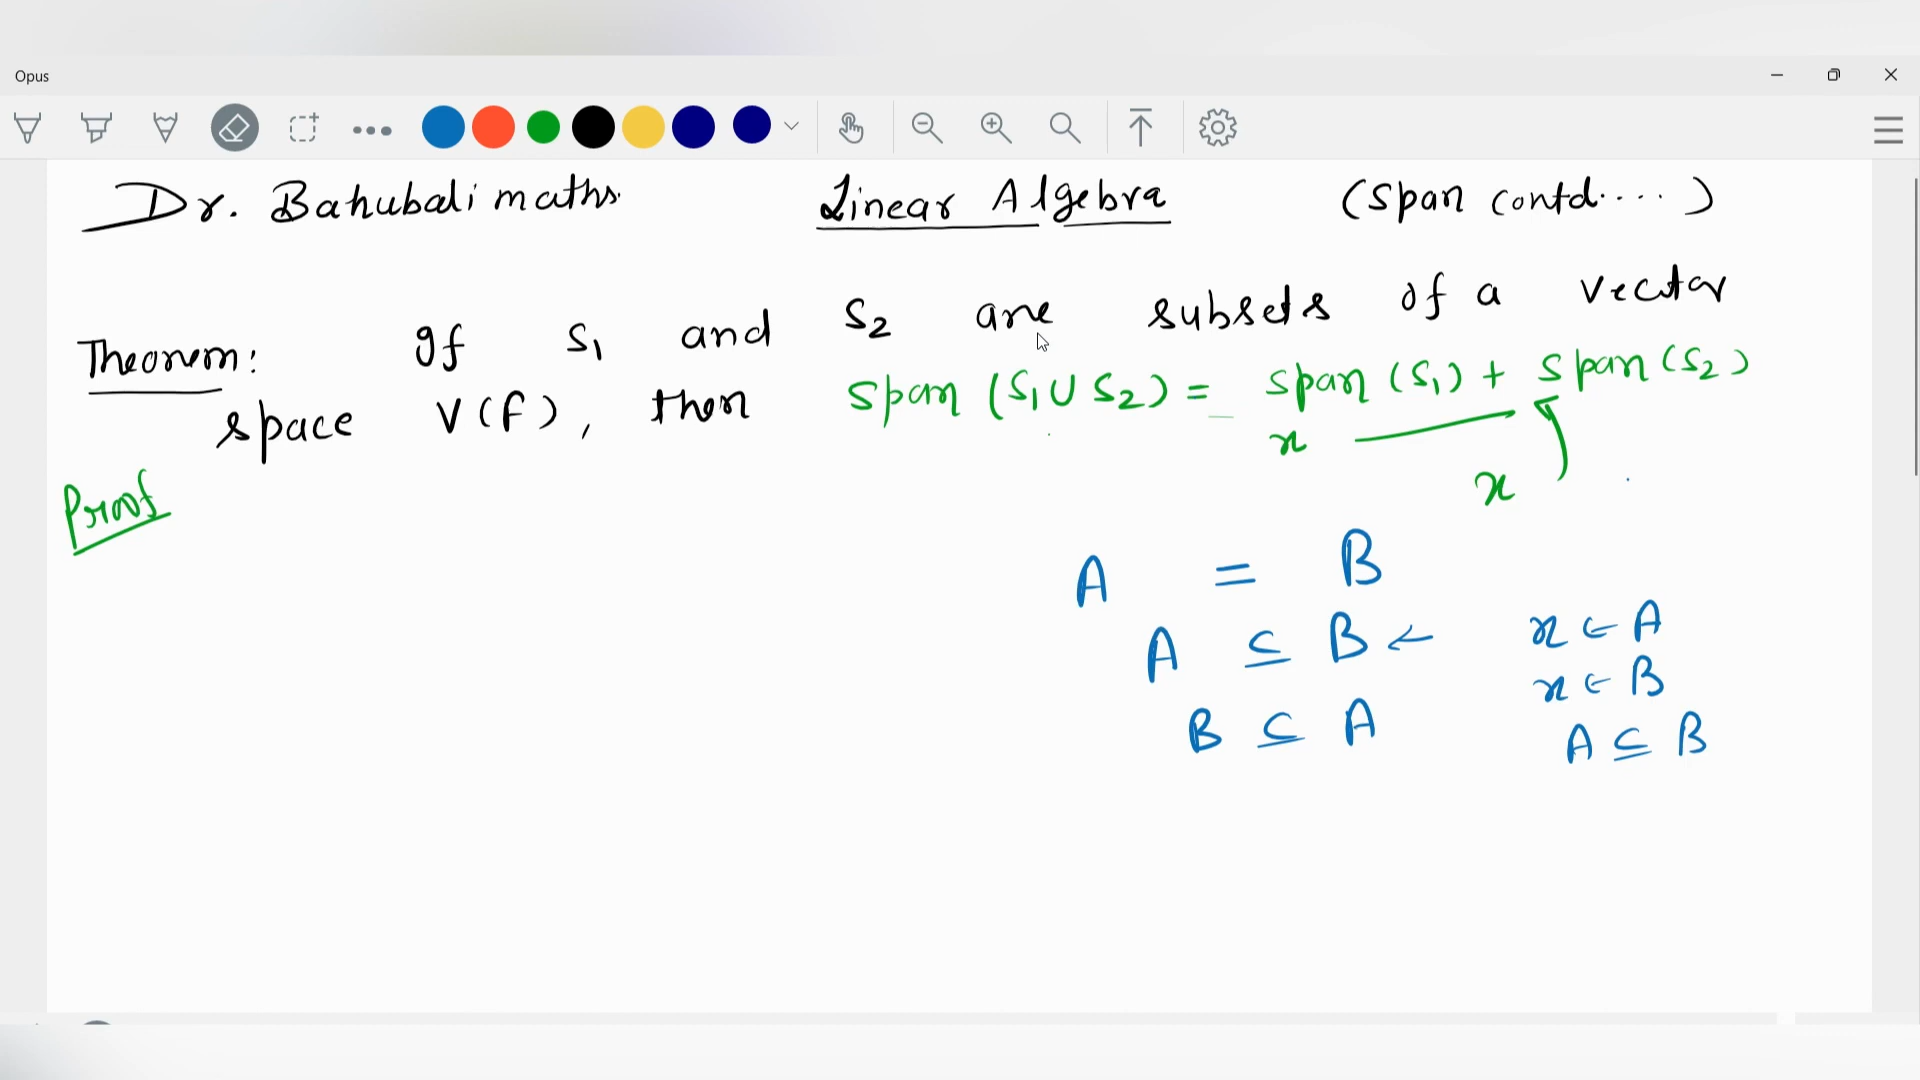 Opus
Dr. Bahubali maths. Linear Algebra (span contd.....)
Theorem: If S₁ and S₂ are subsets of a vector
space V(F), then span (S₁ ∪ S₂) = span (S₁) + span (S₂)
x
x
Proof
A = B
A ⊆ B ← x ∈ A
x ∈ B
B ⊆ A A ⊆ B